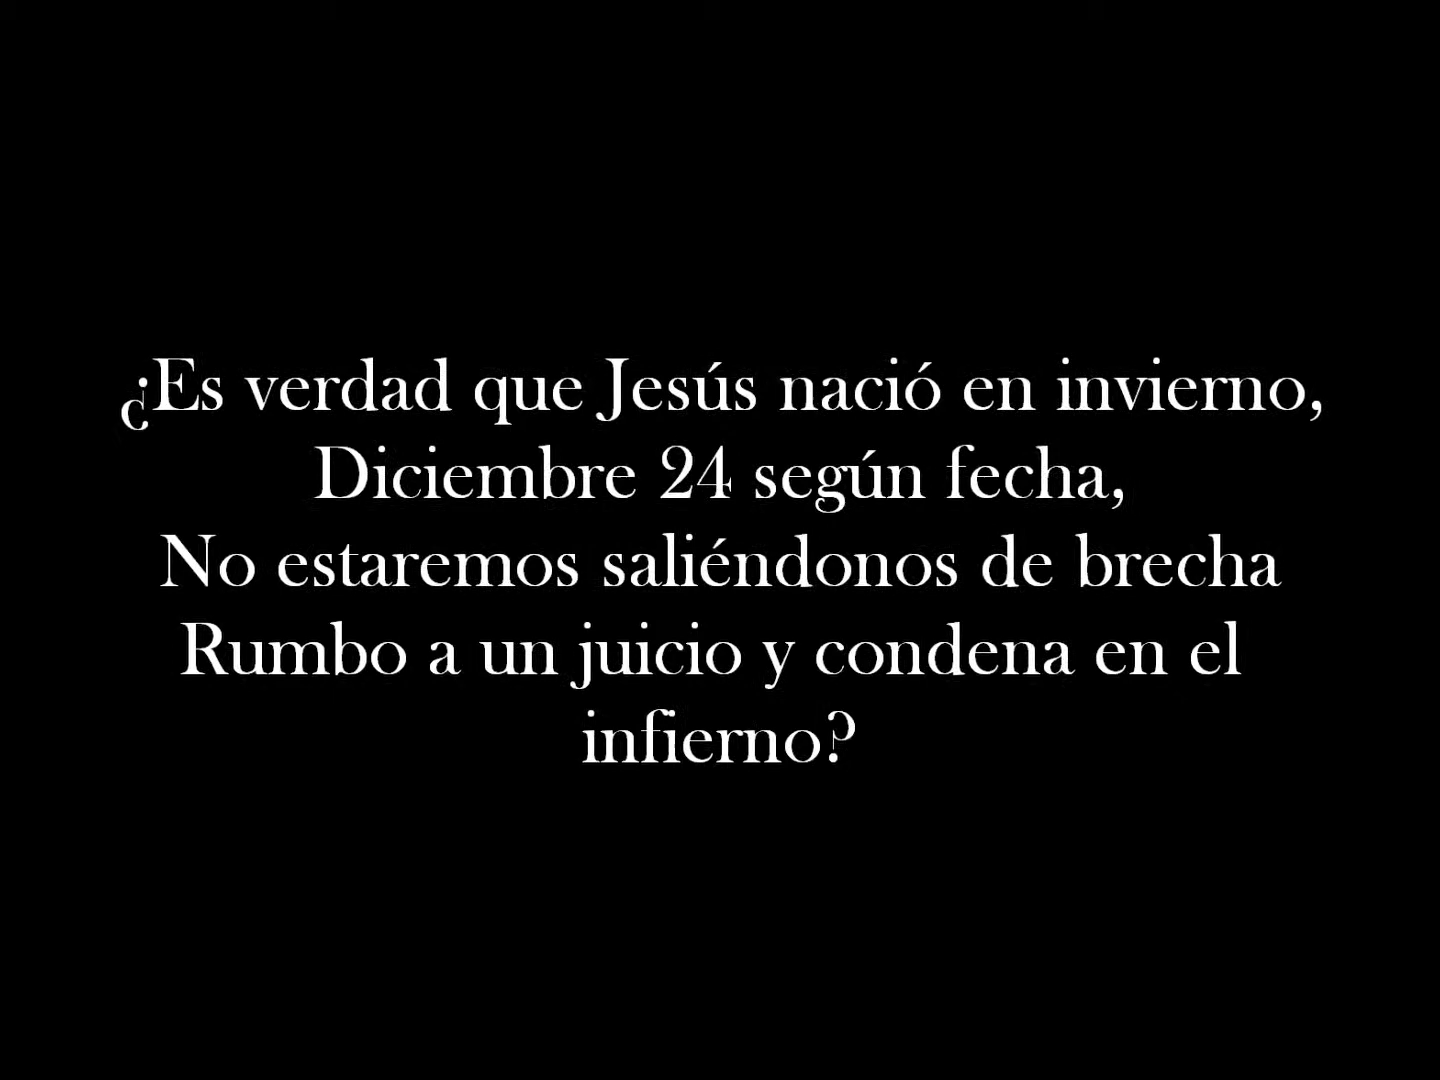 ¿Es verdad que Jesús nació en invierno,
Diciembre 24 según fecha,
No estaremos saliéndonos de brecha
Rumbo a un juicio y condena en el
infierno?